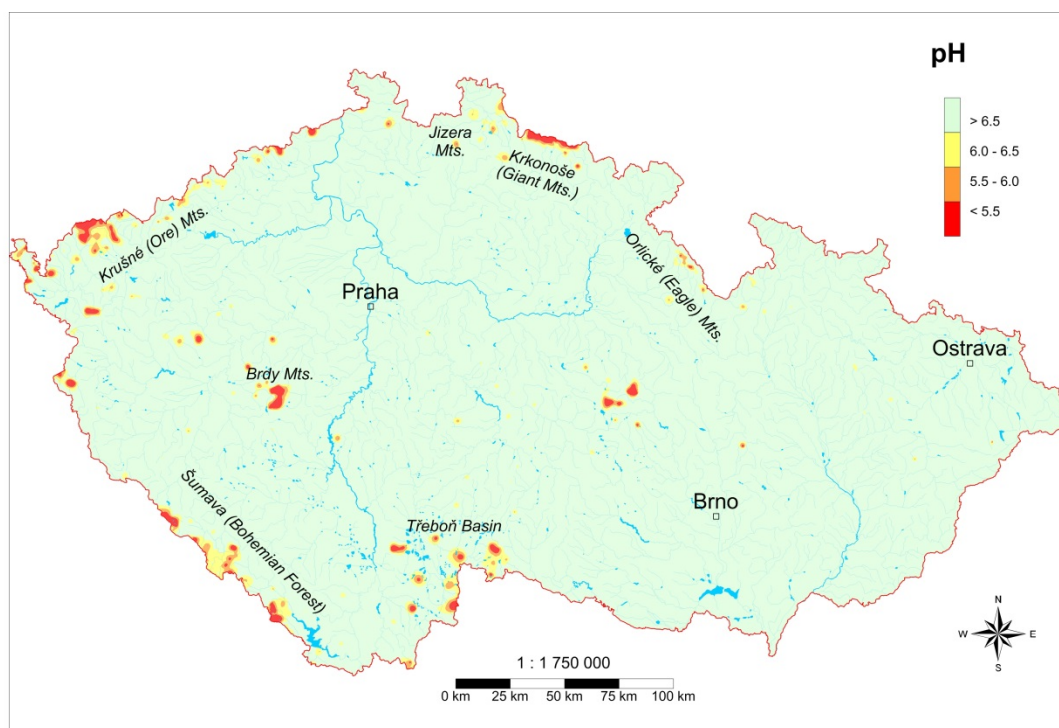 pH
> 6.5
6.0 - 6.5
5.5 - 6.0
< 5.5
Jizera
Mts.
Krkonoše
(Giant Mts.)
Krušné (Ore) Mts.
Orlické (Eagle) Mts.
Praha
Ostrava
Brdy Mts.
Šumava (Bohemian Forest)
Třeboň Basin
Brno
N
W
E
S
1 : 1 750 000
0 km
25 km
50 km
75 km
100 km